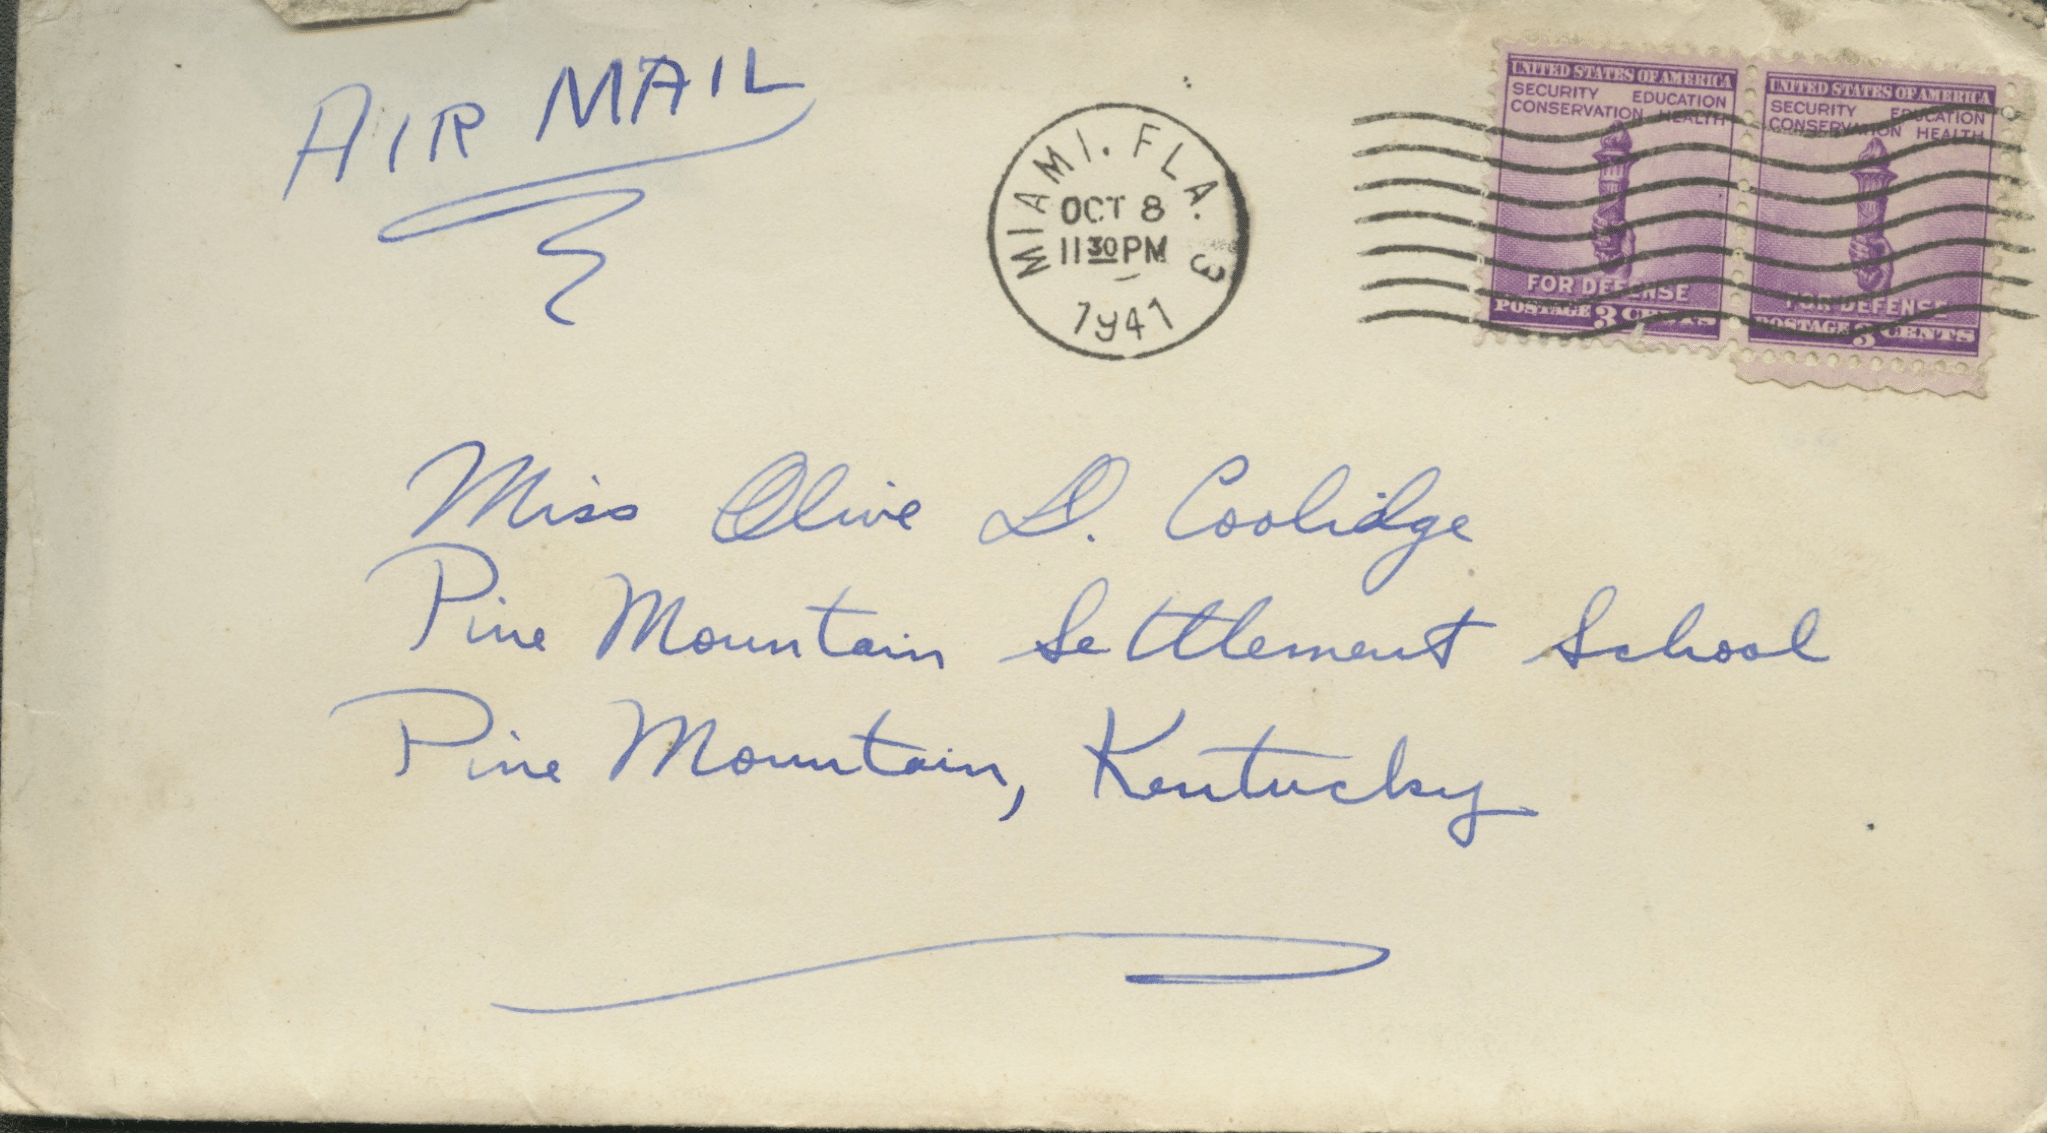 AIR MAIL
MIAMI, FLA. 3
OCT 8
11 30 PM
1941
UNITED STATES OF AMERICA
SECURITY EDUCATION
CONSERVATION HEALTH
FOR DEFENSE
POSTAGE 3 CENTS
UNITED STATES OF AMERICA
SECURITY EDUCATION
CONSERVATION HEALTH
FOR DEFENSE
POSTAGE 3 CENTS
Miss Olive D. Coolidge
Pine Mountain Settlement School
Pine Mountain, Kentucky